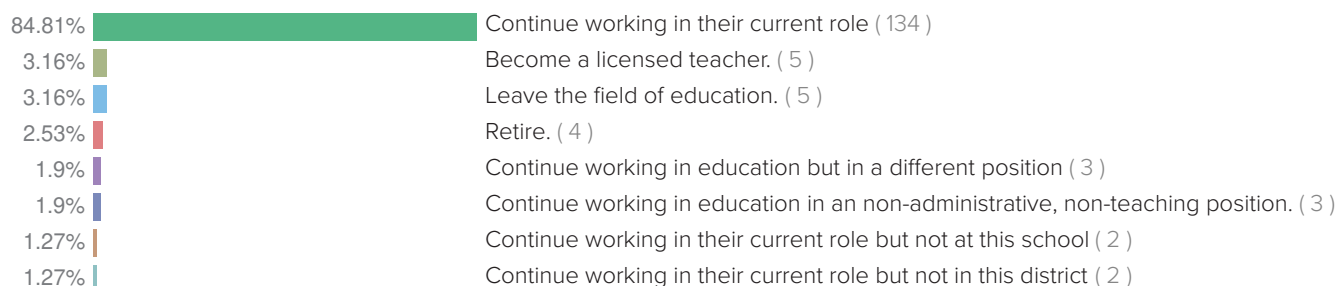 84.81% Continue working in their current role ( 134 )
3.16% Become a licensed teacher. ( 5 )
3.16% Leave the field of education. ( 5 )
2.53% Retire. ( 4 )
1.9% Continue working in education but in a different position ( 3 )
1.9% Continue working in education in an non-administrative, non-teaching position. ( 3 )
1.27% Continue working in their current role but not at this school ( 2 )
1.27% Continue working in their current role but not in this district ( 2 )